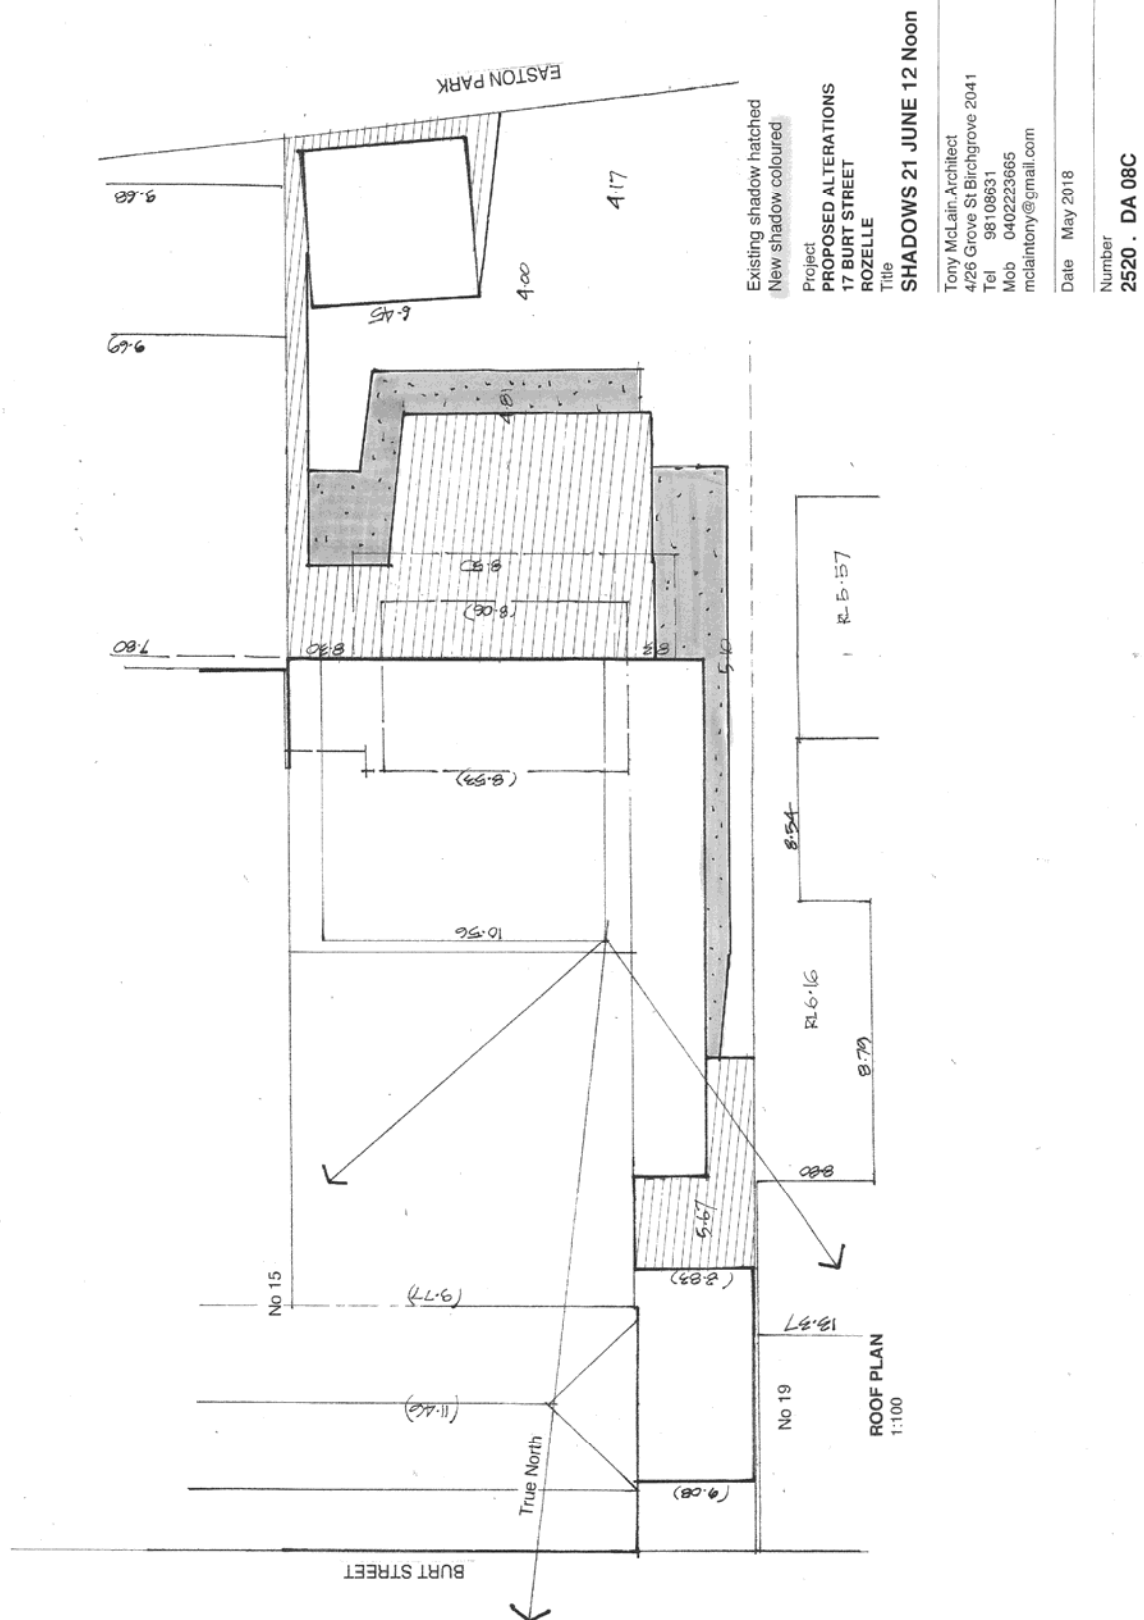 EASTON PARK
9.68
9.69
6.45
4.17
4.00
4.81
8.50
(8.06)
7.80
8.30
5.10
(8.53)
10.56
RL 5.57
8.54
RL6.16
8.79
8.80
5.67
(8.83)
No 15
(9.77)
(11.46)
True North
(9.08)
13.37
No 19
BURT STREET
ROOF PLAN
1:100
Existing shadow hatched
New shadow coloured
Project
PROPOSED ALTERATIONS
17 BURT STREET
ROZELLE
Title
SHADOWS 21 JUNE 12 Noon
Tony McLain.Architect
4/26 Grove St Birchgrove 2041
Tel 98108631
Mob 0402223665
mclaintony@gmail.com
Date May 2018
Number
2520 . DA 08C